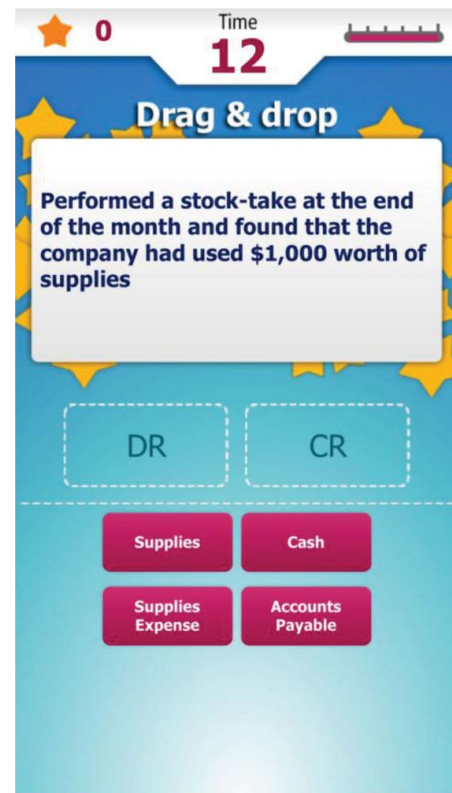 0
Time
12
Drag & drop
Performed a stock-take at the end
of the month and found that the
company had used $1,000 worth of
supplies
DR
CR
Supplies
Cash
Supplies
Expense
Accounts
Payable